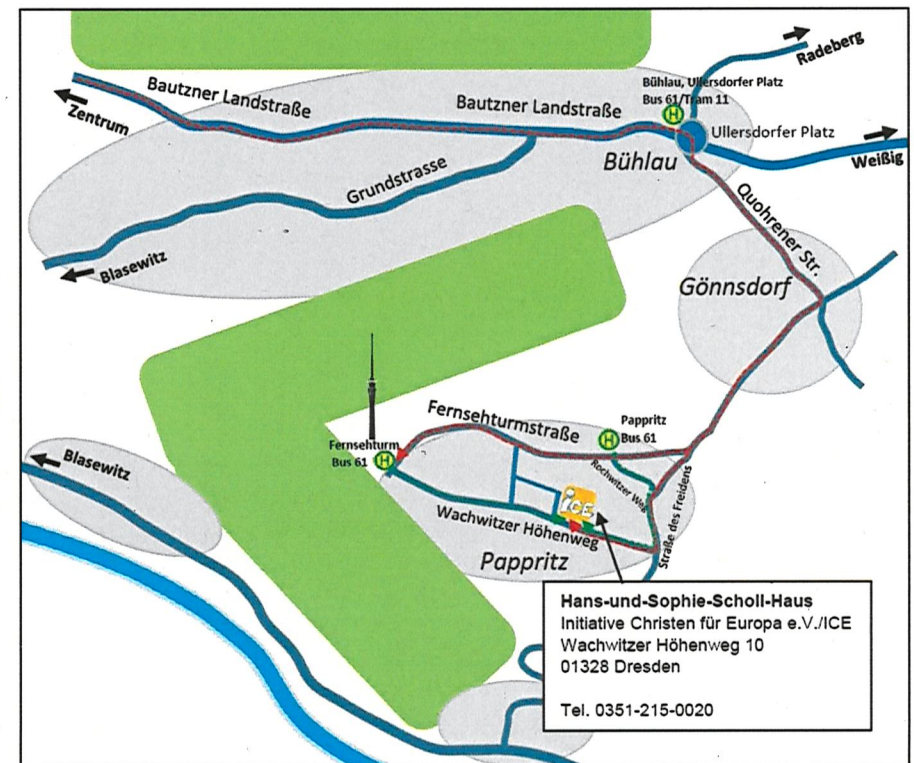 Radeberg
Bühlau, Ullersdorfer Platz
Bus 61/Tram 11
H
Bautzner Landstraße
Bautzner Landstraße
Zentrum
Ullersdorfer Platz
Weißig
Bühlau
Grundstrasse
Quohrener Str.
Blasewitz
Gönnsdorf
Fernsehturmstraße
Pappritz
Bus 61
H
Fernsehturm
Bus 61
H
Blasewitz
Rochwitzer Weg
ICE
Wachwitzer Höhenweg
Straße des Freidens
Pappritz
Hans-und-Sophie-Scholl-Haus
Initiative Christen für Europa e.V./ICE
Wachwitzer Höhenweg 10
01328 Dresden
Tel. 0351-215-0020